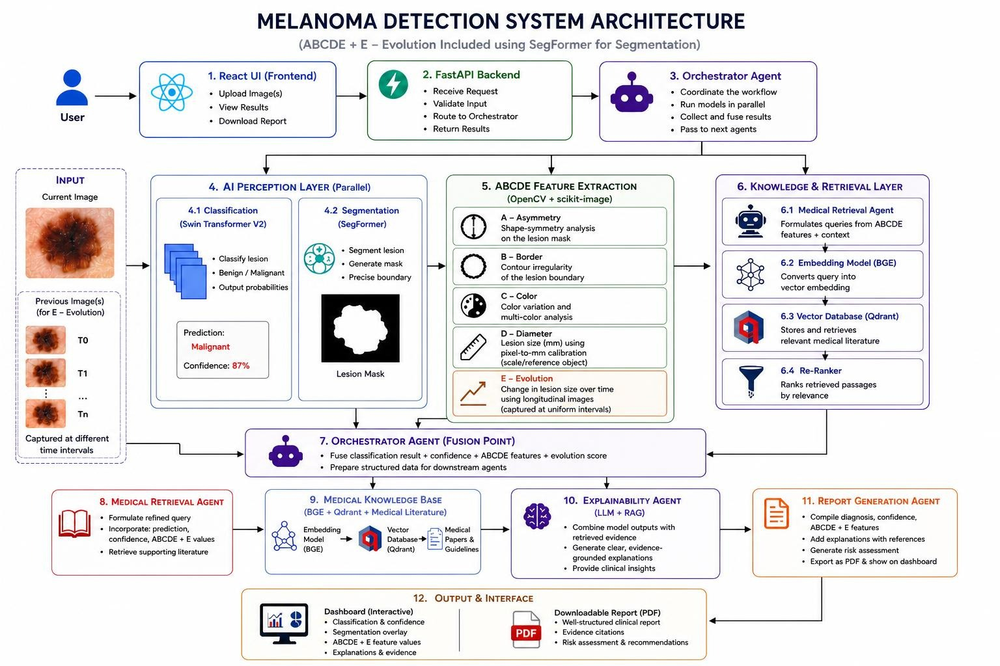 MELANOMA DETECTION SYSTEM ARCHITECTURE
(ABCDE + E – Evolution Included using SegFormer for Segmentation)
User
1. React UI (Frontend)
• Upload Image(s)
• View Results
• Download Report
2. FastAPI Backend
• Receive Request
• Validate Input
• Route to Orchestrator
• Return Results
3. Orchestrator Agent
• Coordinate the workflow
• Run models in parallel
• Collect and fuse results
• Pass to next agents
INPUT
Current Image
Previous Image(s)
(for E – Evolution)
T0
T1
...
Tn
Captured at different
time intervals
4. AI PERCEPTION LAYER (Parallel)
4.1 Classification
(Swin Transformer V2)
• Classify lesion
• Benign / Malignant
• Output probabilities
Prediction:
Malignant
Confidence: 87%
4.2 Segmentation
(SegFormer)
• Segment lesion
• Generate mask
• Precise boundary
Lesion Mask
5. ABCDE FEATURE EXTRACTION
(OpenCV + scikit-image)
A – Asymmetry
Shape-symmetry analysis
on the lesion mask
B – Border
Contour irregularity
of the lesion boundary
C – Color
Color variation and
multi-color analysis
D – Diameter
Lesion size (mm) using
pixel-to-mm calibration
(scale/reference object)
E – Evolution
Change in lesion size over time
using longitudinal images
(captured at uniform intervals)
6. KNOWLEDGE & RETRIEVAL LAYER
6.1 Medical Retrieval Agent
Formulates queries from ABCDE
features + context
6.2 Embedding Model (BGE)
Converts query into
vector embedding
6.3 Vector Database (Qdrant)
Stores and retrieves
relevant medical literature
6.4 Re-Ranker
Ranks retrieved passages
by relevance
7. ORCHESTRATOR AGENT (FUSION POINT)
• Fuse classification result + confidence + ABCDE features + evolution score
• Prepare structured data for downstream agents
8. MEDICAL RETRIEVAL AGENT
• Formulate refined query
• Incorporate: prediction,
confidence, ABCDE + E values
• Retrieve supporting literature
9. MEDICAL KNOWLEDGE BASE
(BGE + Qdrant + Medical Literature)
Embedding
Model
(BGE)
Vector
Database
(Qdrant)
Medical
Papers &
Guidelines
10. EXPLAINABILITY AGENT
(LLM + RAG)
• Combine model outputs with
retrieved evidence
• Generate clear, evidence-
grounded explanations
• Provide clinical insights
11. REPORT GENERATION AGENT
• Compile diagnosis, confidence,
ABCDE + E features
• Add explanations with references
• Generate risk assessment
• Export as PDF & show on dashboard
12. OUTPUT & INTERFACE
Dashboard (Interactive)
• Classification & confidence
• Segmentation overlay
• ABCDE + E feature values
• Explanations & evidence
PDF
Downloadable Report (PDF)
• Well-structured clinical report
• Evidence citations
• Risk assessment & recommendations